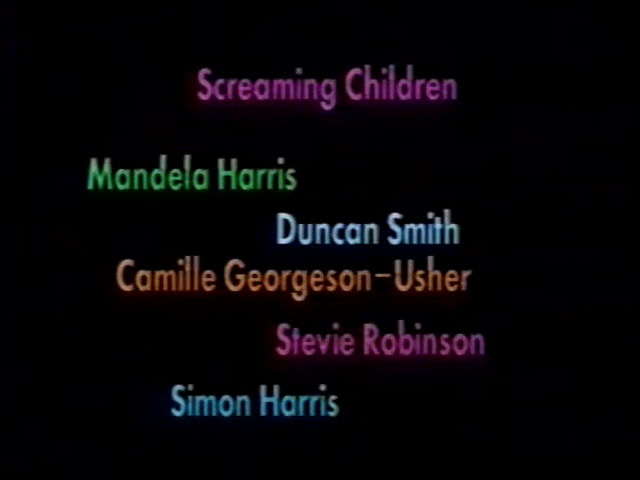 Screaming Children
Mandela Harris
Duncan Smith
Camille Georgeson-Usher
Stevie Robinson
Simon Harris